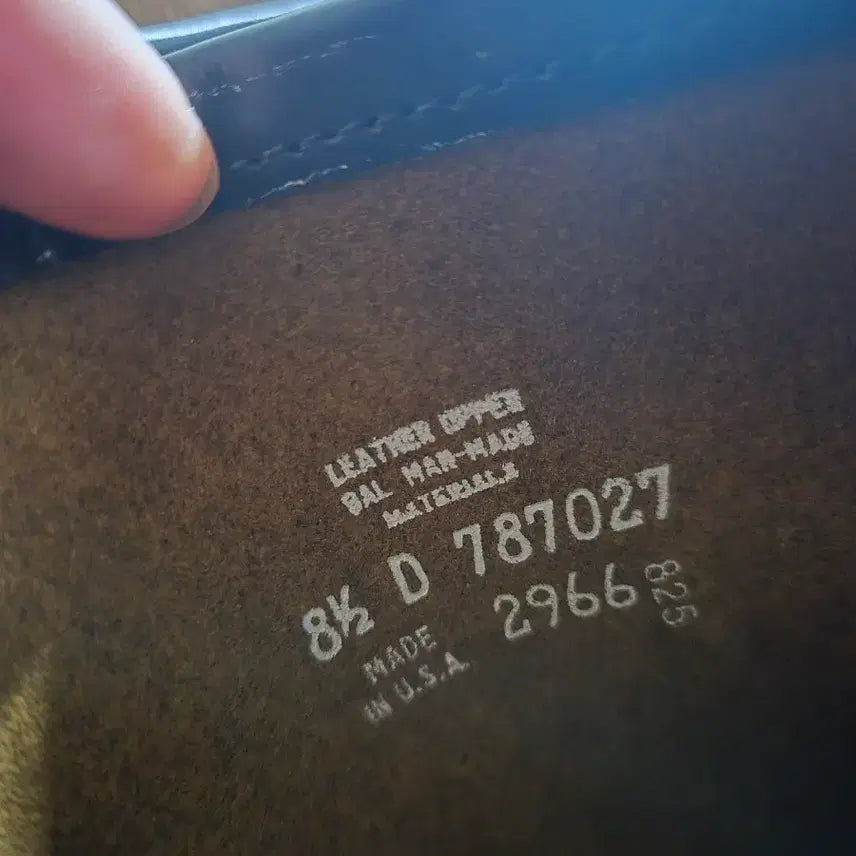 LEATHER UPPER
BAL MAN-MADE
MATERIALS
8½ D 787027
MADE 2966 825
IN U.S.A.